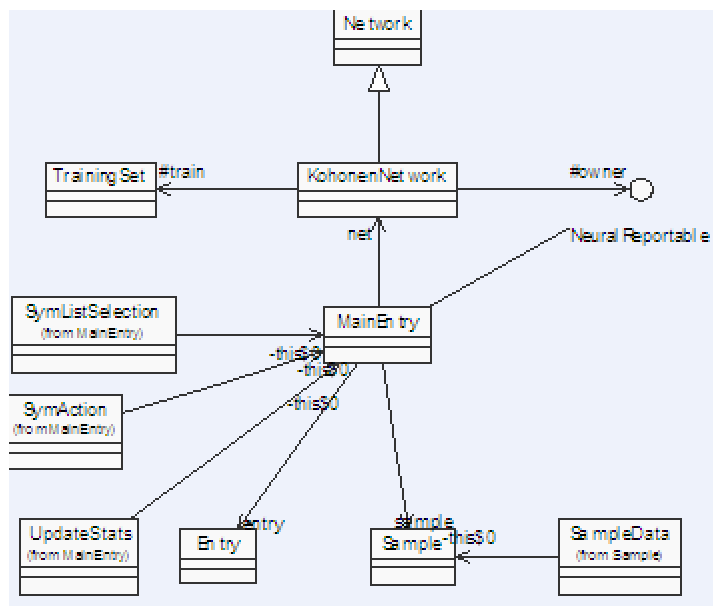 Network
TrainingSet
#train
KohonenNetwork
#owner
net
NeuralReportable
SymListSelection
(from MainEntry)
MainEntry
-this$0
-this$0
SymAction
(from MainEntry)
-this$0
UpdateStats
(from MainEntry)
entry
Entry
sample
Sample
-this$0
SampleData
(from Sample)